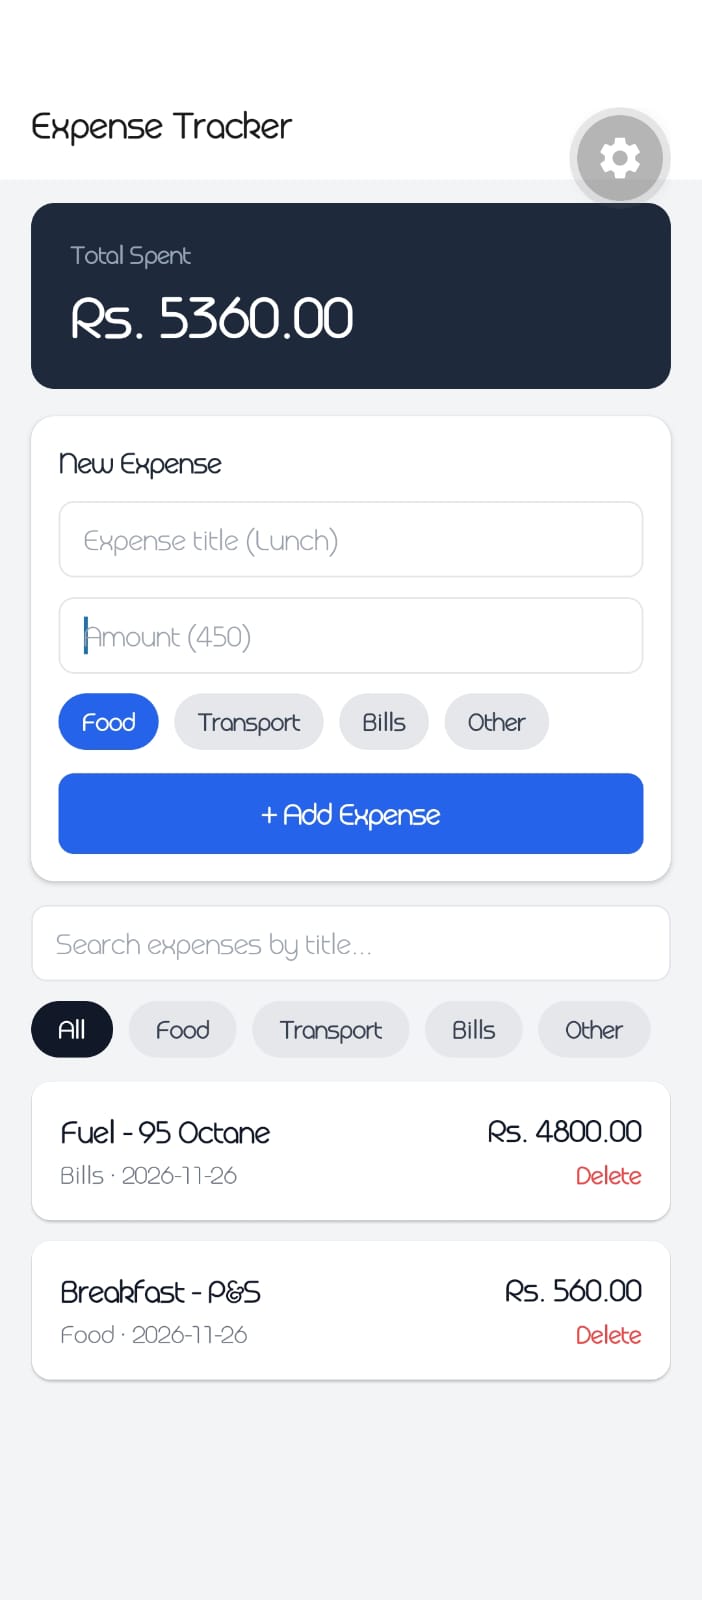 Expense Tracker
Total Spent
Rs. 5360.00
New Expense
Expense title (Lunch)
Amount (450)
Food Transport Bills Other
+ Add Expense
Search expenses by title...
All Food Transport Bills Other
Fuel - 95 Octane Rs. 4800.00
Bills · 2026-11-26 Delete
Breakfast - P&S Rs. 560.00
Food · 2026-11-26 Delete